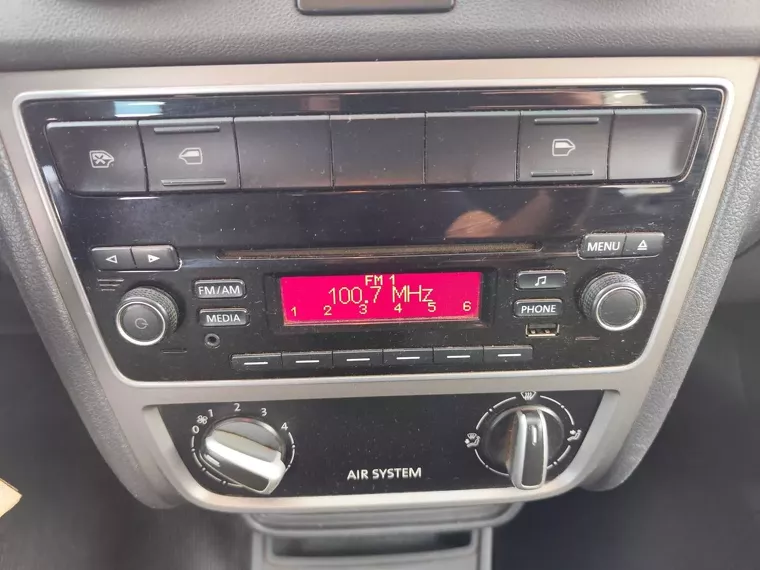 MENU
FM/AM
FM 1
100.7 MHz
1 2 3 4 5 6
MEDIA
PHONE
0 1 2 3 4
AIR SYSTEM